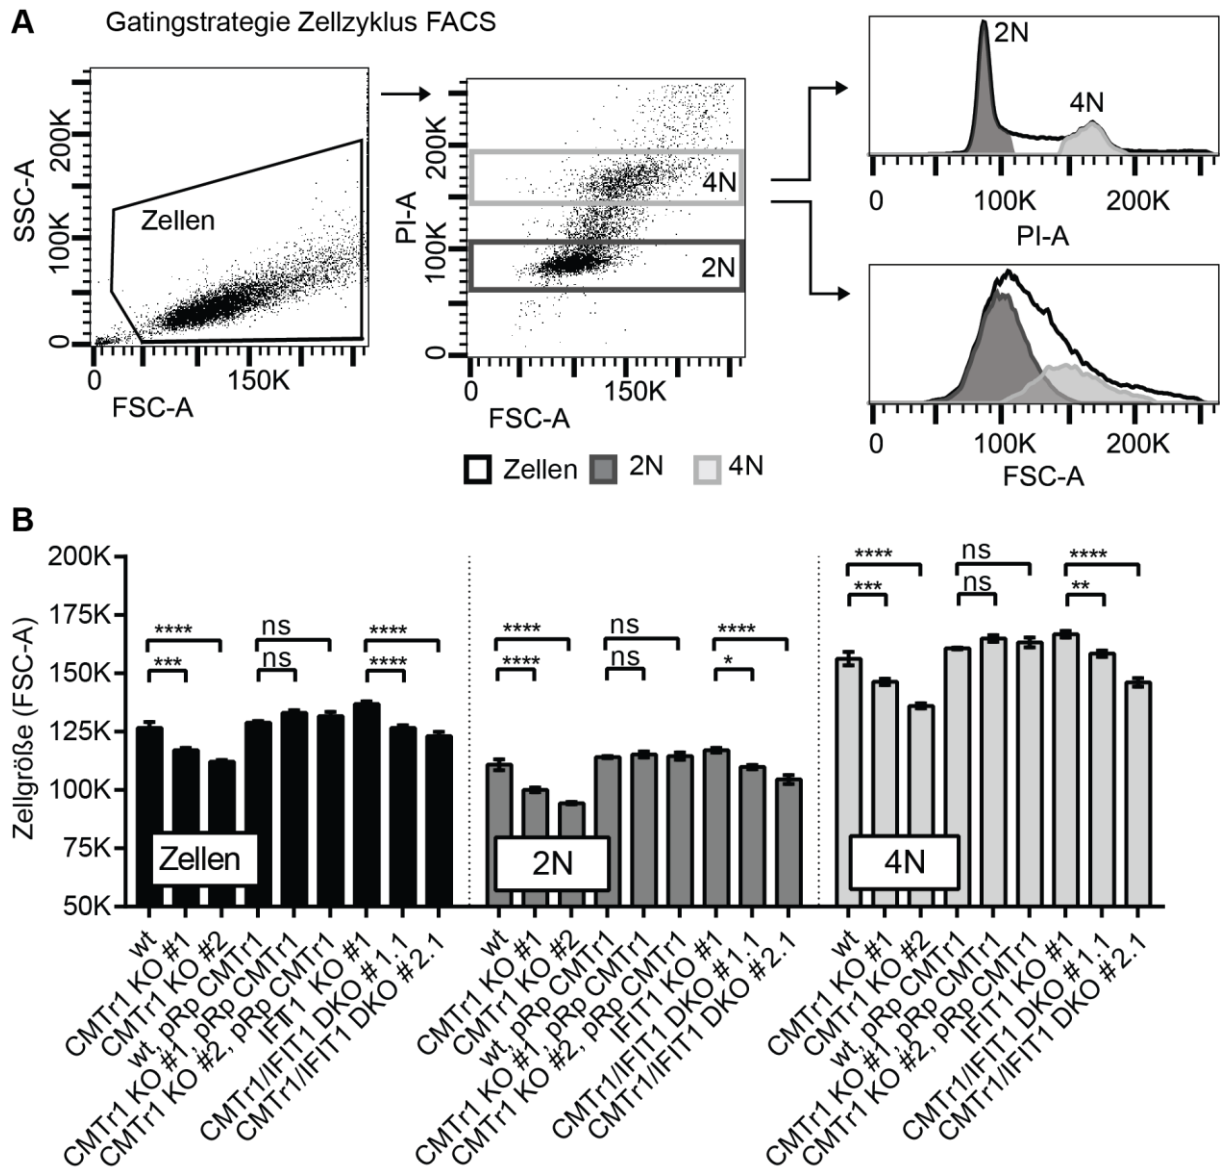 A
Gatingstrategie Zellzyklus FACS
SSC-A
200K
100K
0
Zellen
0
150K
FSC-A
PI-A
200K
100K
0
4N
2N
0
150K
FSC-A
2N
4N
0
100K
200K
PI-A
0
100K
200K
FSC-A
Zellen
2N
4N
B
Zellgröße (FSC-A)
200K
175K
150K
125K
100K
75K
50K
****
***
ns
ns
****
****
Zellen
****
****
ns
ns
****
*
2N
****
***
ns
ns
****
**
4N
wt
CMTr1 KO #1
CMTr1 KO #2
wt, pRp CMTr1
CMTr1 KO #1, pRp CMTr1
CMTr1 KO #2, pRp CMTr1
IFIT1 KO #1
CMTr1/IFIT1 DKO #1.1
CMTr1/IFIT1 DKO #2.1
wt
CMTr1 KO #1
CMTr1 KO #2
wt, pRp CMTr1
CMTr1 KO #1, pRp CMTr1
CMTr1 KO #2, pRp CMTr1
IFIT1 KO #1
CMTr1/IFIT1 DKO #1.1
CMTr1/IFIT1 DKO #2.1
wt
CMTr1 KO #1
CMTr1 KO #2
wt, pRp CMTr1
CMTr1 KO #1, pRp CMTr1
CMTr1 KO #2, pRp CMTr1
IFIT1 KO #1
CMTr1/IFIT1 DKO #1.1
CMTr1/IFIT1 DKO #2.1